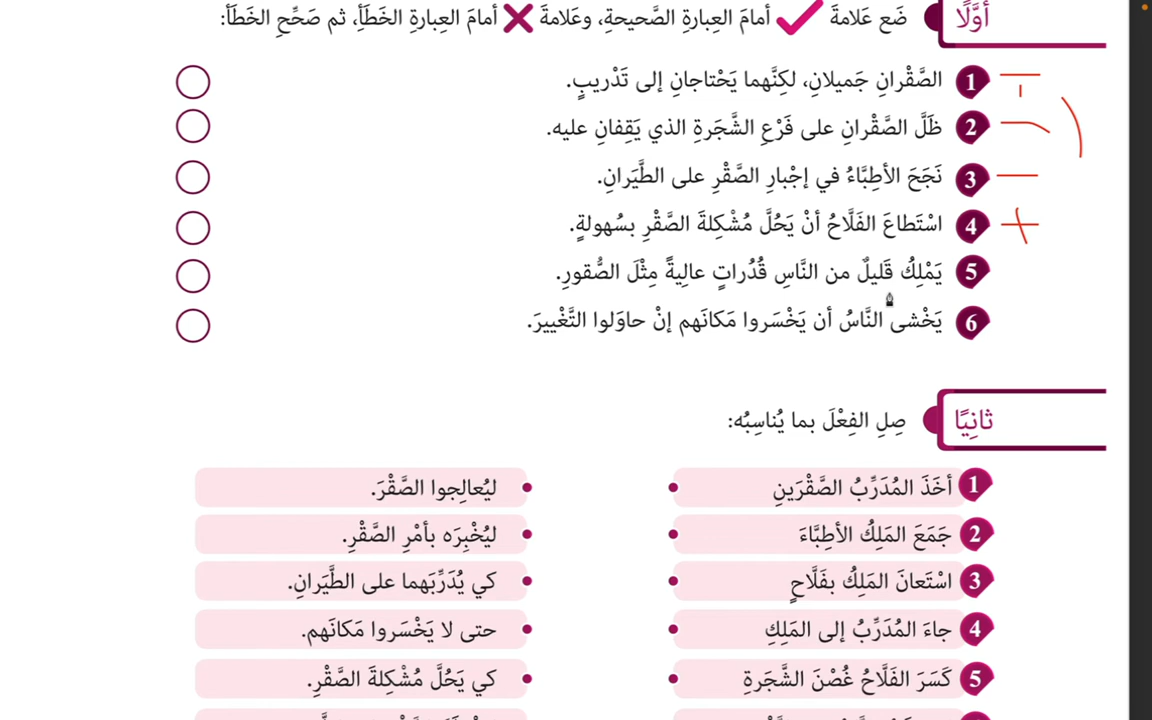 أوَّلًا ضَع عَلامةَ ✓ أمامَ العِبارةِ الصَّحيحةِ، وعَلامةَ ✗ أمامَ العِبارةِ الخَطَأِ، ثم صَحِّحِ الخَطَأَ:
1 الصَّقْرانِ جَميلانِ، لكِنَّهما يَحْتاجانِ إلى تَدْريبٍ.
2 ظَلَّ الصَّقْرانِ على فَرْعِ الشَّجَرةِ الذي يَقِفانِ عليه.
3 نَجَحَ الأطِبَّاءُ في إجْبارِ الصَّقْرِ على الطَّيَرانِ.
4 اسْتَطاعَ الفَلَّاحُ أنْ يَحُلَّ مُشْكِلةَ الصَّقْرِ بسُهولةٍ.
5 يَمْلِكُ قَليلٌ من النَّاسِ قُدُراتٍ عالِيةً مِثْلَ الصُّقورِ.
6 يَخْشى النَّاسُ أن يَخْسَروا مَكانَهم إنْ حاوَلوا التَّغْييرَ.
ثانِيًا صِلِ الفِعْلَ بما يُناسِبُه:
1 أخَذَ المُدَرِّبُ الصَّقْرَينِ ليُعالِجوا الصَّقْرَ.
2 جَمَعَ المَلِكُ الأطِبَّاءَ ليُخْبِرَه بأمْرِ الصَّقْرِ.
3 اسْتَعانَ المَلِكُ بفَلَّاحٍ كي يُدَرِّبَهما على الطَّيَرانِ.
4 جاءَ المُدَرِّبُ إلى المَلِكِ حتى لا يَخْسَروا مَكانَهم.
5 كَسَرَ الفَلَّاحُ غُصْنَ الشَّجَرةِ كي يَحُلَّ مُشْكِلةَ الصَّقْرِ.